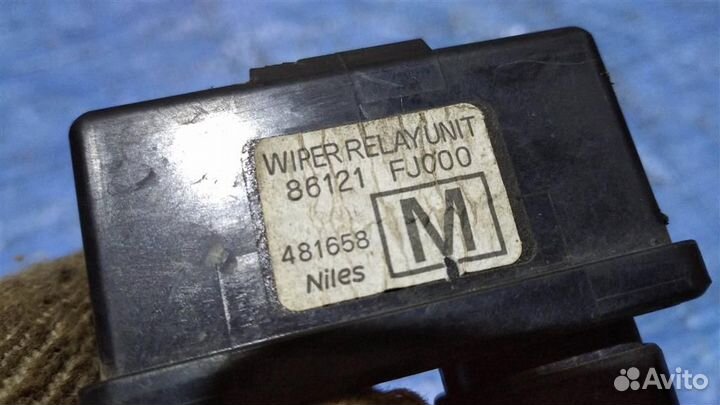 WIPER RELAY UNIT
86121 FJ000
M
481658
Niles
Avito